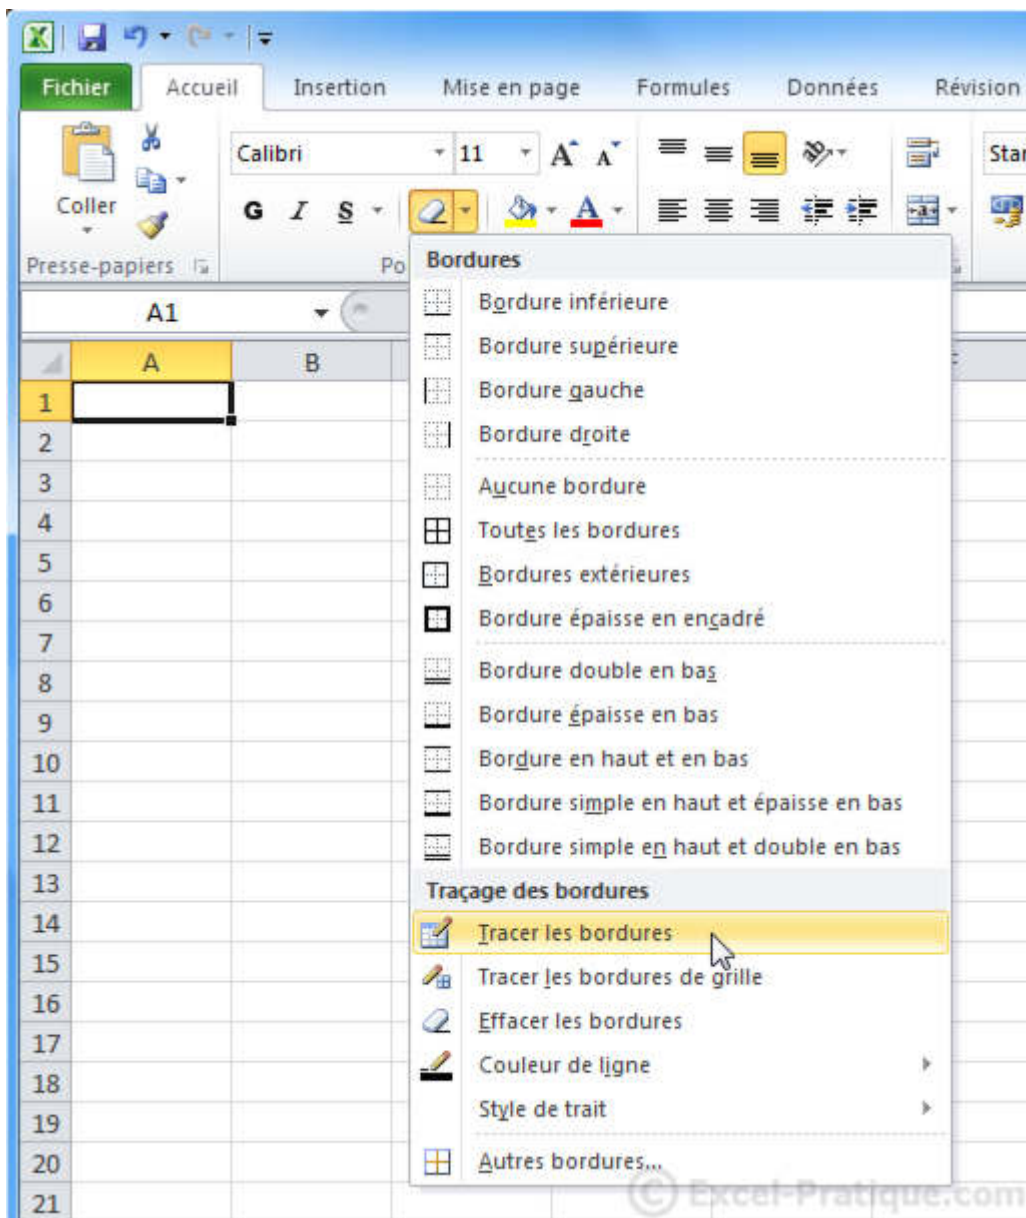 Fichier Accueil Insertion Mise en page Formules Données Révision
Calibri 11 A A Star
Coller G I S A a
Presse-papiers Po
A1
A B
1
2
3
4
5
6
7
8
9
10
11
12
13
14
15
16
17
18
19
20
21
Bordures
Bordure inférieure
Bordure supérieure
Bordure gauche
Bordure droite
Aucune bordure
Toutes les bordures
Bordures extérieures
Bordure épaisse en encadré
Bordure double en bas
Bordure épaisse en bas
Bordure en haut et en bas
Bordure simple en haut et épaisse en bas
Bordure simple en haut et double en bas
Traçage des bordures
Tracer les bordures
Tracer les bordures de grille
Effacer les bordures
Couleur de ligne
Style de trait
Autres bordures...
© Excel-Pratique.com